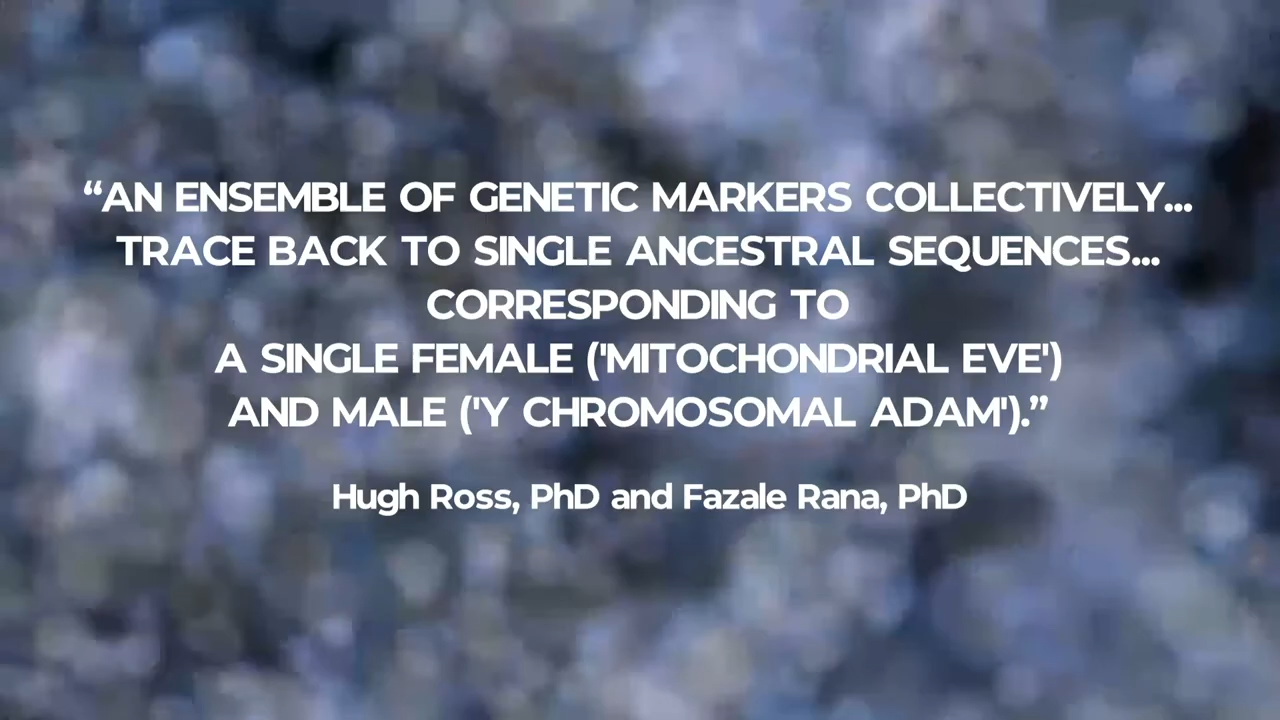 “AN ENSEMBLE OF GENETIC MARKERS COLLECTIVELY...
TRACE BACK TO SINGLE ANCESTRAL SEQUENCES...
CORRESPONDING TO
A SINGLE FEMALE ('MITOCHONDRIAL EVE')
AND MALE ('Y CHROMOSOMAL ADAM').”
Hugh Ross, PhD and Fazale Rana, PhD